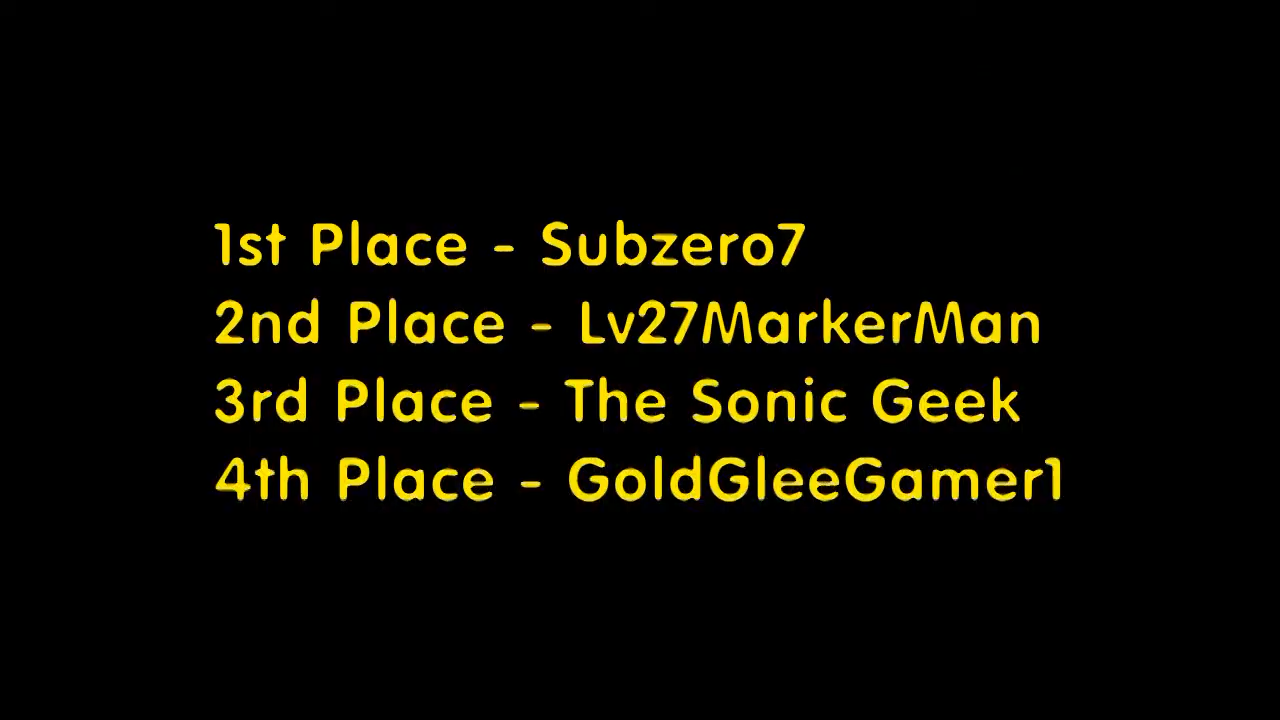 1st Place - Subzero7
2nd Place - Lv27MarkerMan
3rd Place - The Sonic Geek
4th Place - GoldGleeGamer1